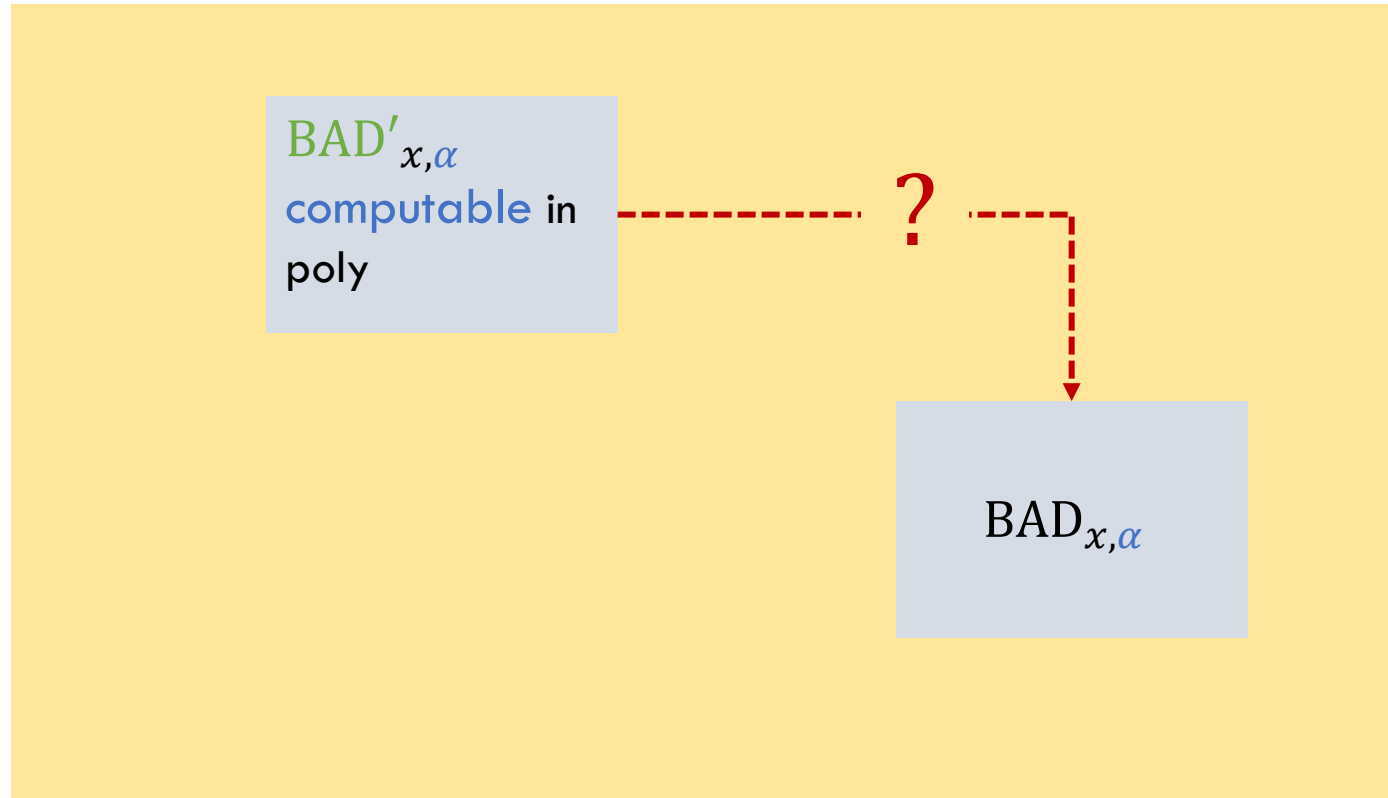 BAD′x,α
computable in
poly
?
BADx,α